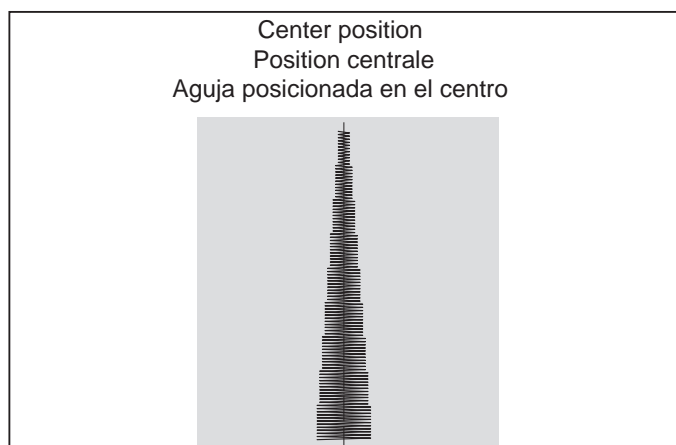 Center position
Position centrale
Aguja posicionada en el centro